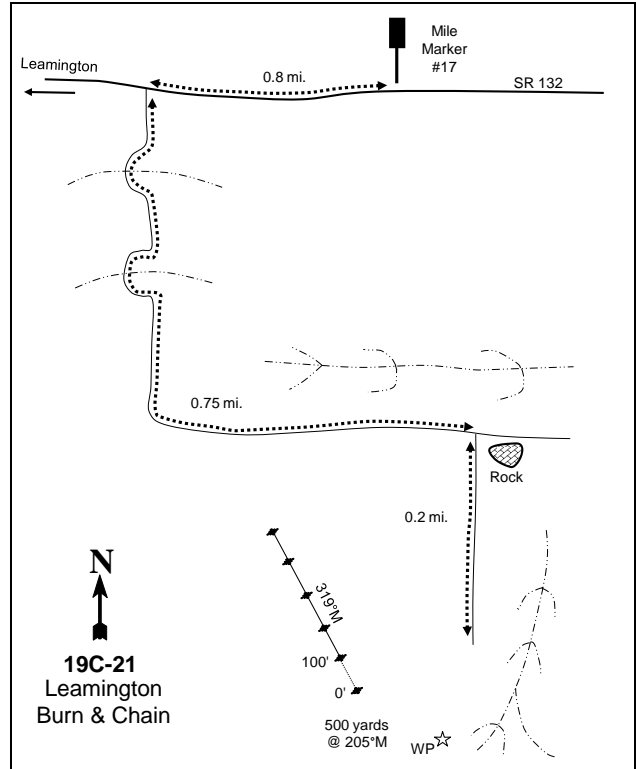 Mile
Marker
#17
Leamington
0.8 mi.
SR 132
0.75 mi.
Rock
0.2 mi.
N
319°M
100'
0'
19C-21
Leamington
Burn & Chain
500 yards
@ 205°M
WP